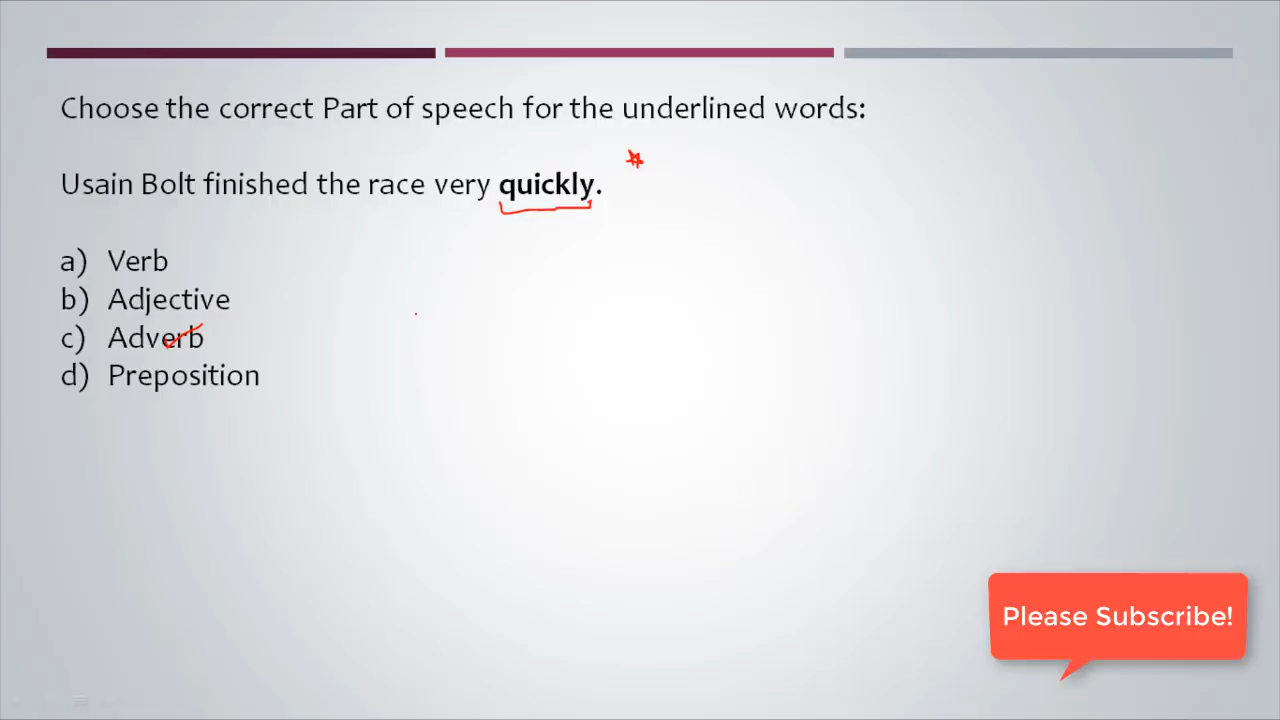 Choose the correct Part of speech for the underlined words:
Usain Bolt finished the race very quickly.
a) Verb
b) Adjective
c) Adverb
d) Preposition
Please Subscribe!